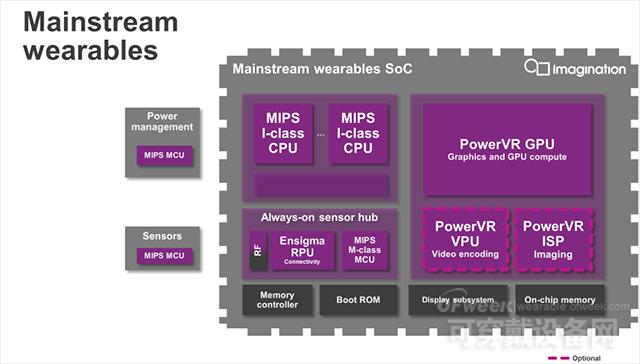 Mainstream
wearables
Mainstream wearables SoC
Imagination
Power
management
MIPS MCU
Sensors
MIPS MCU
MIPS
I-class
CPU
...
MIPS
I-class
CPU
PowerVR GPU
Graphics and GPU compute
Always-on sensor hub
RF
Ensigma
RPU
Connectivity
MIPS
M-class
MCU
PowerVR
VPU
Video encoding
PowerVR
ISP
Imaging
Memory
controller
Boot ROM
Display subsystem
On-chip memory
OFweek wearable.ofweek.com
可穿戴设备网
Optional